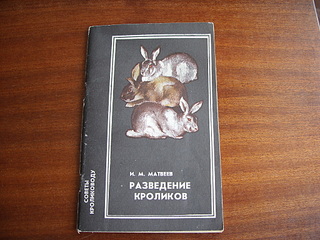 И. М. МАТВЕЕВ
РАЗВЕДЕНИЕ
КРОЛИКОВ
СОВЕТЫ
КРОЛИКОВОДУ